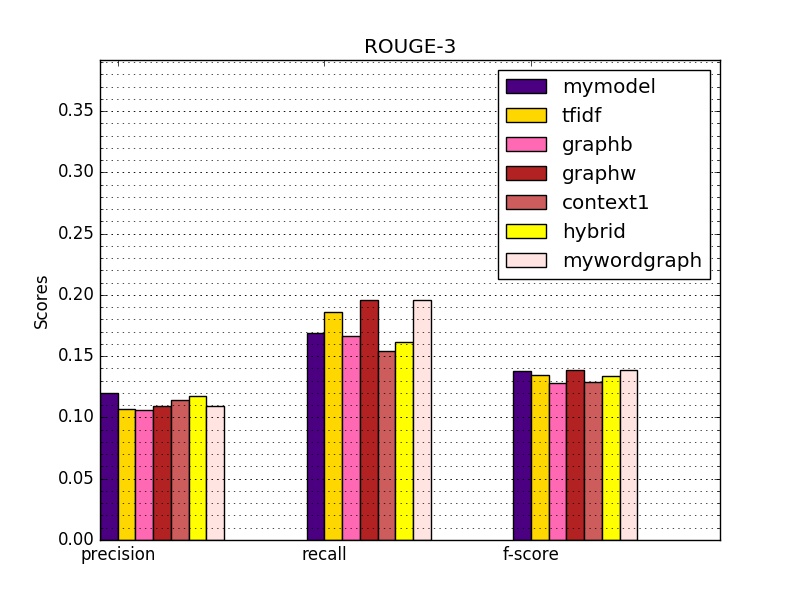 ROUGE-3
mymodel
tfidf
graphb
graphw
context1
hybrid
mywordgraph
Scores
0.35
0.30
0.25
0.20
0.15
0.10
0.05
0.00
precision recall f-score